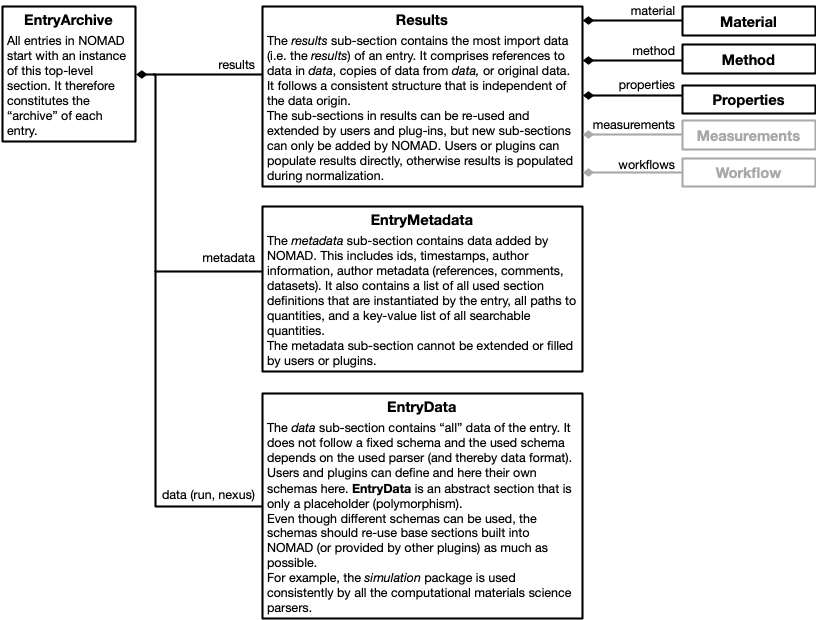 EntryArchive
All entries in NOMAD
start with an instance
of this top-level
section. It therefore
constitutes the
“archive” of each
entry.
results
Results
The results sub-section contains the most import data
(i.e. the results) of an entry. It comprises references to
data in data, copies of data from data, or original data.
It follows a consistent structure that is independent of
the data origin.
The sub-sections in results can be re-used and
extended by users and plug-ins, but new sub-sections
can only be added by NOMAD. Users or plugins can
populate results directly, otherwise results is populated
during normalization.
material
Material
method
Method
properties
Properties
measurements
Measurements
workflows
Workflow
metadata
EntryMetadata
The metadata sub-section contains data added by
NOMAD. This includes ids, timestamps, author
information, author metadata (references, comments,
datasets). It also contains a list of all used section
definitions that are instantiated by the entry, all paths to
quantities, and a key-value list of all searchable
quantities.
The metadata sub-section cannot be extended or filled
by users or plugins.
data (run, nexus)
EntryData
The data sub-section contains “all” data of the entry. It
does not follow a fixed schema and the used schema
depends on the used parser (and thereby data format).
Users and plugins can define and here their own
schemas here. EntryData is an abstract section that is
only a placeholder (polymorphism).
Even though different schemas can be used, the
schemas should re-use base sections built into
NOMAD (or provided by other plugins) as much as
possible.
For example, the simulation package is used
consistently by all the computational materials science
parsers.